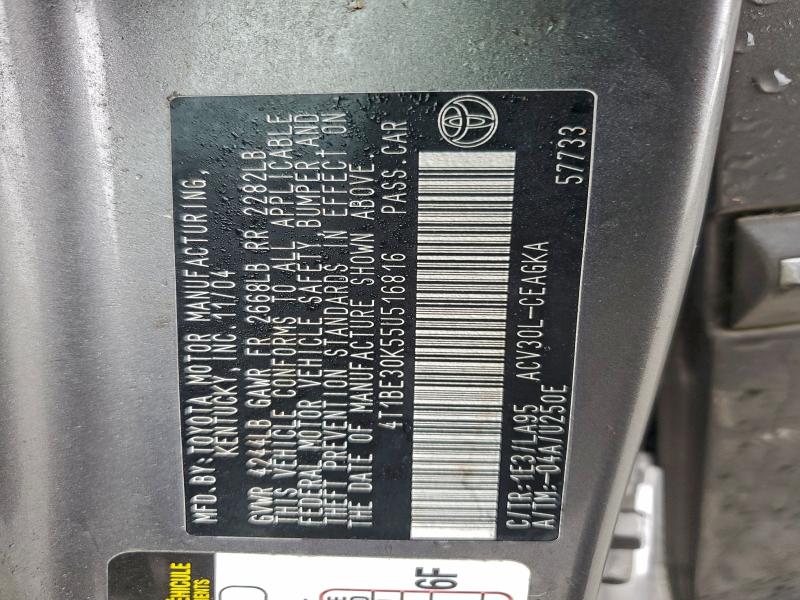 MFD. BY: TOYOTA MOTOR MANUFACTURING,
KENTUCKY, INC. 11/04
GVWR 4244LB GAWR FR 2668LB RR 2282LB
THIS VEHICLE CONFORMS TO ALL APPLICABLE
FEDERAL MOTOR VEHICLE SAFETY, BUMPER AND
THEFT PREVENTION STANDARDS IN EFFECT ON
THE DATE OF MANUFACTURE SHOWN ABOVE.
4T1BE30K55U516816 PASS.CAR
C/TR:1E3/LA95 ACV30L-CEAGKA
A/TM:-04A/U250E 57733
VEHICULE
6F